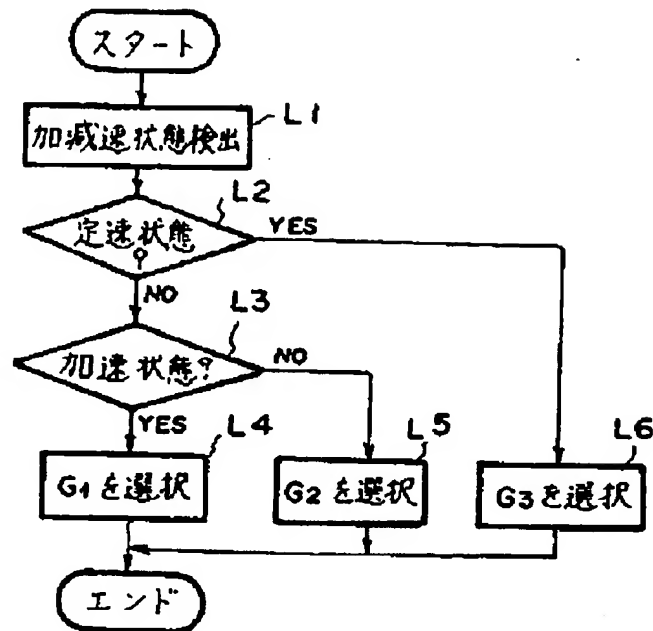 スタート
加減速状態検出
L1
定速状態
?
L2
YES
NO
加速状態?
L3
NO
YES
G1を選択
L4
G2を選択
L5
G3を選択
L6
エンド